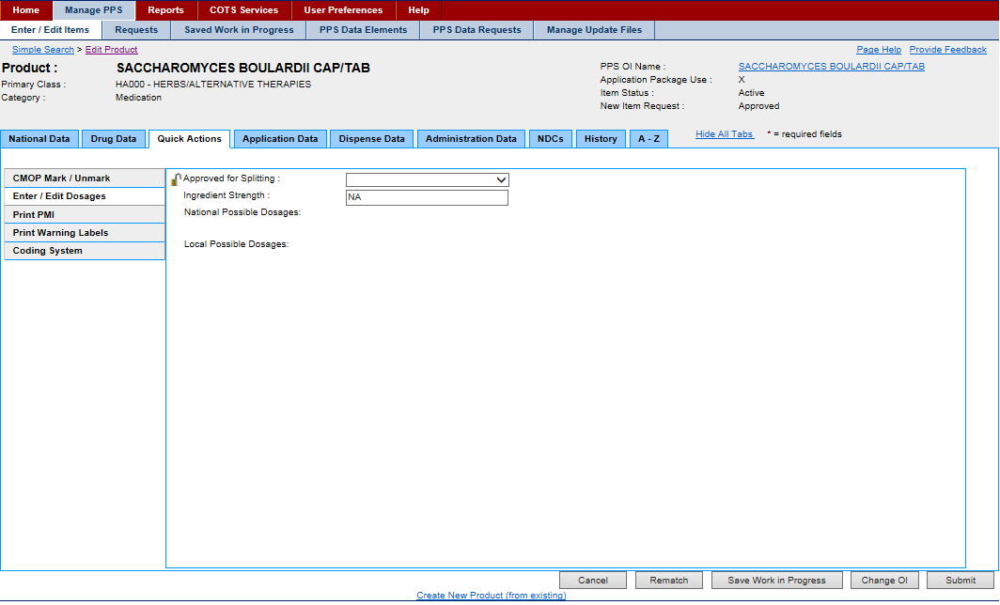 Home Manage PPS Reports COTS Services User Preferences Help
Enter / Edit Items Requests Saved Work in Progress PPS Data Elements PPS Data Requests Manage Update Files
Simple Search > Edit Product Page Help Provide Feedback
Product : SACCHAROMYCES BOULARDII CAP/TAB
Primary Class : HA000 - HERBS/ALTERNATIVE THERAPIES
Category : Medication
PPS OI Name : SACCHAROMYCES BOULARDII CAP/TAB
Application Package Use : X
Item Status : Active
New Item Request : Approved
National Data Drug Data Quick Actions Application Data Dispense Data Administration Data NDCs History A - Z Hide All Tabs * = required fields
CMOP Mark / Unmark
Enter / Edit Dosages
Print PMI
Print Warning Labels
Coding System
Approved for Splitting :
Ingredient Strength : NA
National Possible Dosages:
Local Possible Dosages:
Cancel Rematch Save Work in Progress Change OI Submit
Create New Product (from existing)